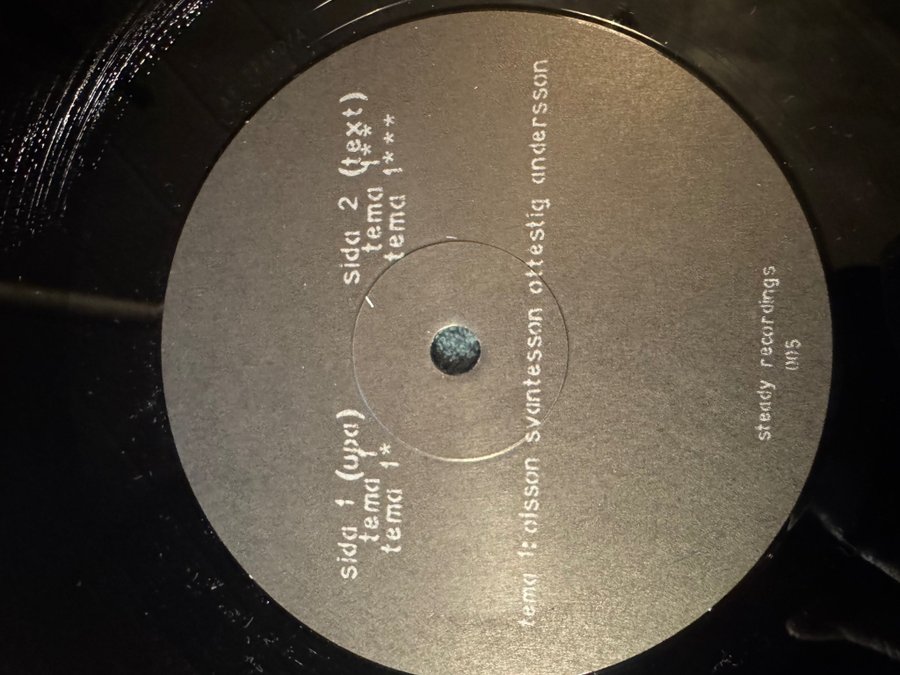 sida 1 (upa)
tema 1
tema 1*
sida 2 (text)
tema 1**
tema 1***
tema 1: olsson svantesson ottestig andersson
steady recordings
005